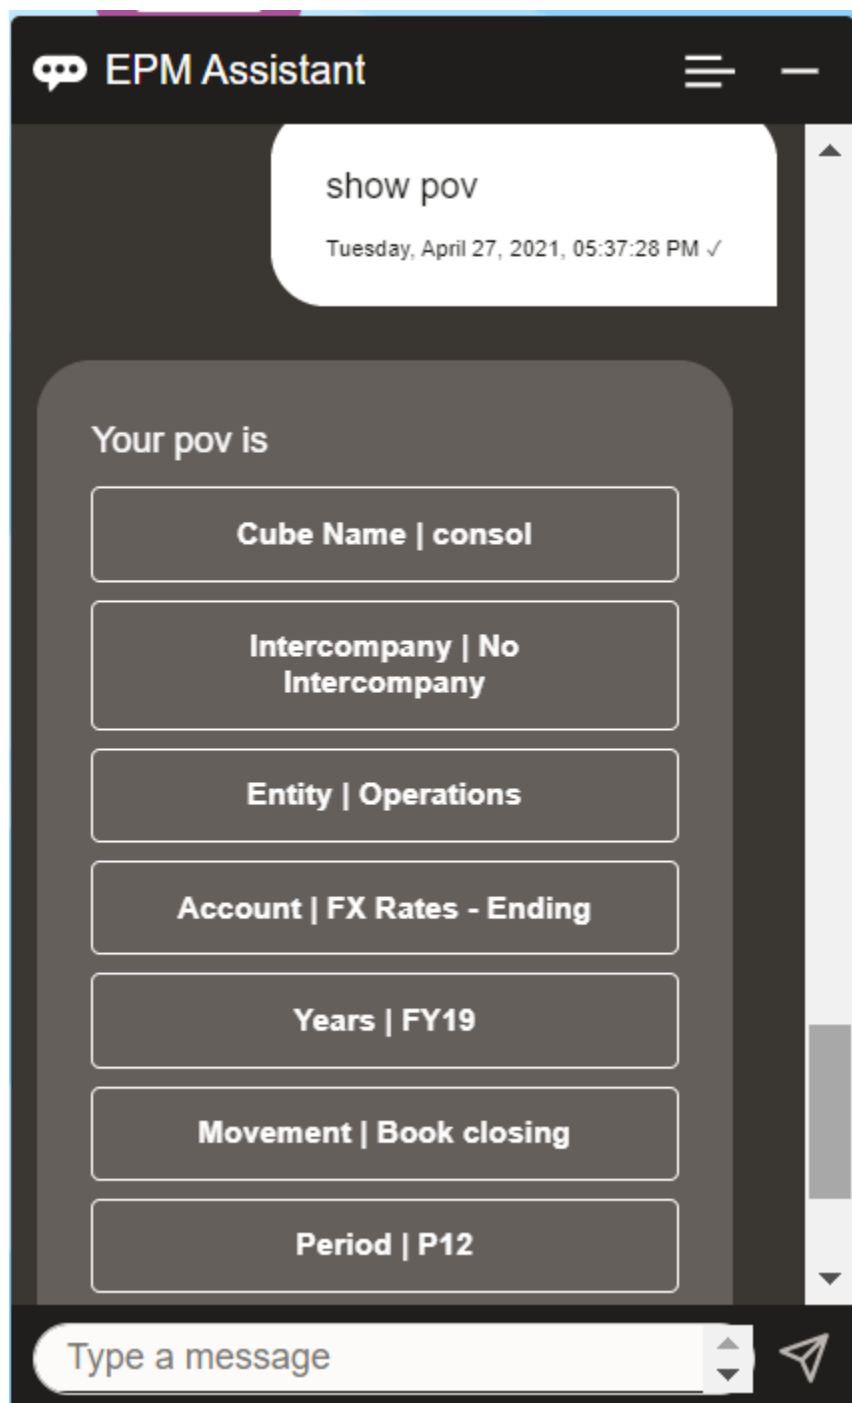 EPM Assistant
show pov
Tuesday, April 27, 2021, 05:37:28 PM ✓
Your pov is
Cube Name | consol
Intercompany | No
Intercompany
Entity | Operations
Account | FX Rates - Ending
Years | FY19
Movement | Book closing
Period | P12
Type a message